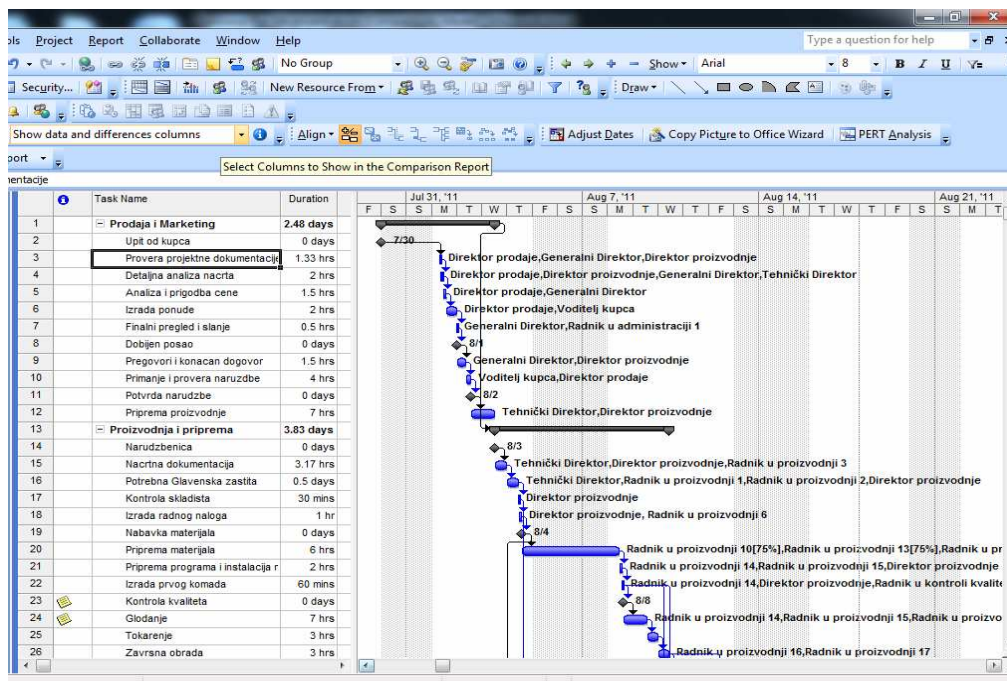 ols Project Report Collaborate Window Help Type a question for help
No Group Show Arial 8 B I U
Security... New Resource From Draw
Show data and differences columns Align Adjust Dates Copy Picture to Office Wizard PERT Analysis
port Select Columns to Show in the Comparison Report
nentacije
Task Name Duration Jul 31, '11 Aug 7, '11 Aug 14, '11 Aug 21, '11
F S S M T W T F S S M T W T F S S M T W T F S S M T
1 Prodaja i Marketing 2.48 days
2 Upit od kupca 0 days 7/30
3 Provera projektne dokumentacije 1.33 hrs Direktor prodaje,Generalni Direktor,Direktor proizvodnje
4 Detaljna analiza nacrta 2 hrs Direktor prodaje,Direktor proizvodnje,Generalni Direktor,Tehnički Direktor
5 Analiza i prigodba cene 1.5 hrs Direktor prodaje,Generalni Direktor
6 Izrada ponude 2 hrs Direktor prodaje,Voditelj kupca
7 Finalni pregled i slanje 0.5 hrs Generalni Direktor,Radnik u administraciji 1
8 Dobijen posao 0 days 8/1
9 Pregovori i konacan dogovor 1.5 hrs Generalni Direktor,Direktor proizvodnje
10 Primanje i provera naruzdbe 4 hrs Voditelj kupca,Direktor prodaje
11 Potvrda narudzbe 0 days 8/2
12 Priprema proizvodnje 7 hrs Tehnički Direktor,Direktor proizvodnje
13 Proizvodnja i priprema 3.83 days
14 Narudzbenica 0 days 8/3
15 Nacrtna dokumentacija 3.17 hrs Tehnički Direktor,Direktor proizvodnje,Radnik u proizvodnji 3
16 Potrebna Glavenska zastita 0.5 days Tehnički Direktor,Radnik u proizvodnji 1,Radnik u proizvodnji 2,Direktor proizvodnje
17 Kontrola skladista 30 mins Direktor proizvodnje
18 Izrada radnog naloga 1 hr Direktor proizvodnje, Radnik u proizvodnji 6
19 Nabavka materijala 0 days 8/4
20 Priprema materijala 6 hrs Radnik u proizvodnji 10[75%],Radnik u proizvodnji 13[75%],Radnik u pr
21 Priprema programa i instalacija r 2 hrs Radnik u proizvodnji 14,Radnik u proizvodnji 15,Direktor proizvodnje
22 Izrada prvog komada 60 mins Radnik u proizvodnji 14,Direktor proizvodnje,Radnik u kontroli kvalite
23 Kontrola kvaliteta 0 days 8/8
24 Glodanje 7 hrs Radnik u proizvodnji 14,Radnik u proizvodnji 15,Radnik u proizvo
25 Tokarenje 3 hrs
26 Zavrsna obrada 3 hrs Radnik u proizvodnji 16,Radnik u proizvodnji 17